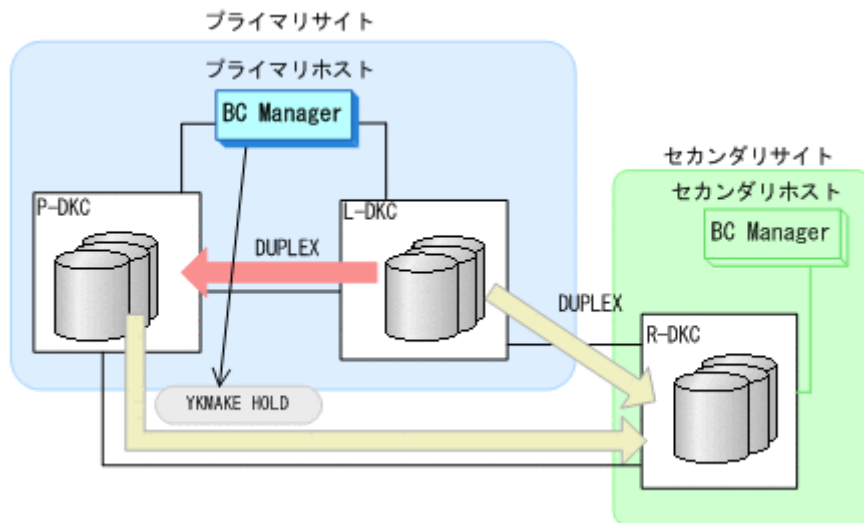 プライマリサイト
プライマリホスト
BC Manager
セカンダリサイト
セカンダリホスト
BC Manager
P-DKC
L-DKC
DUPLEX
DUPLEX
R-DKC
YKMAKE HOLD